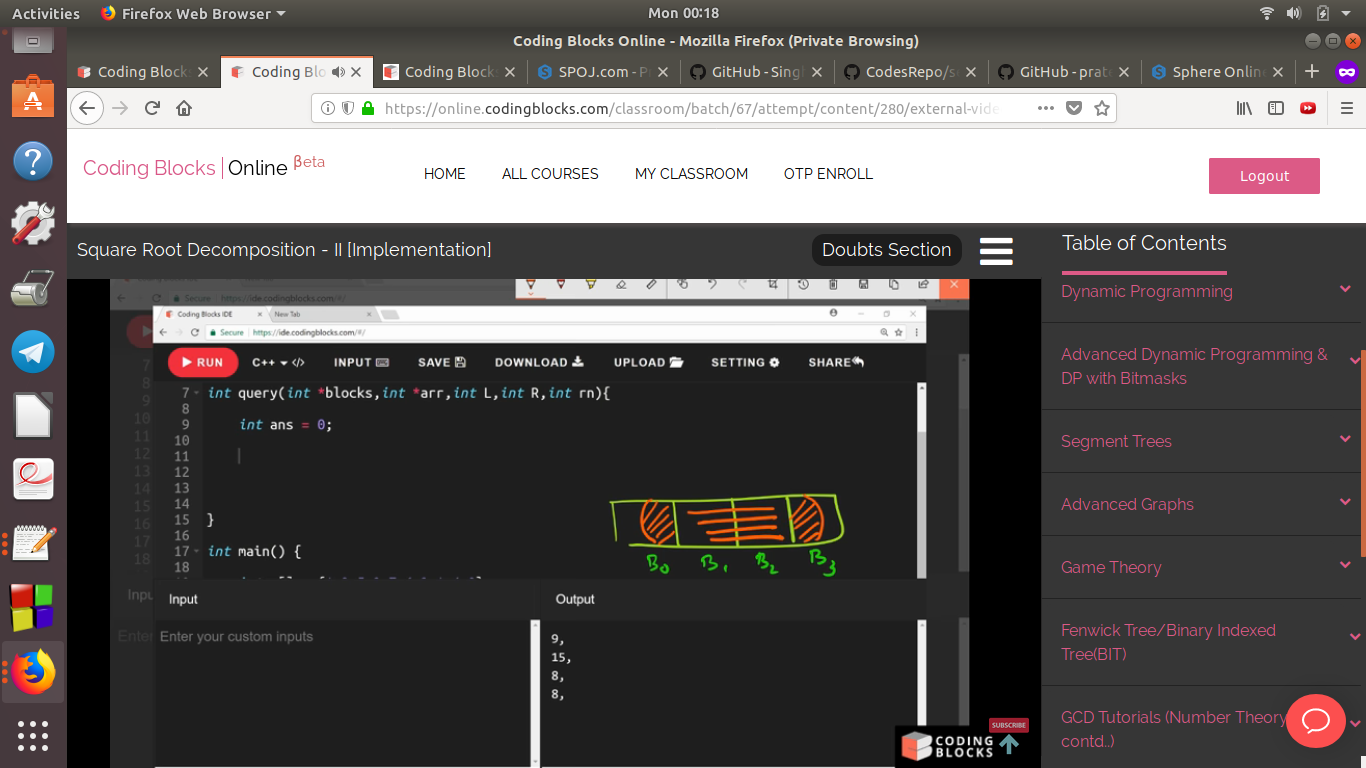 Activities Firefox Web Browser Mon 00:18
Coding Blocks Online - Mozilla Firefox (Private Browsing)
Coding Block Coding Blo Coding Blocks SPOJ.com - P GitHub - Sing CodesRepo/s GitHub - prate Sphere Online
https://online.codingblocks.com/classroom/batch/67/attempt/content/280/external-vide
Coding Blocks Online βeta HOME ALL COURSES MY CLASSROOM OTP ENROLL Logout
Square Root Decomposition - II [Implementation] Doubts Section
Table of Contents
Dynamic Programming
Advanced Dynamic Programming &
DP with Bitmasks
Segment Trees
Advanced Graphs
Game Theory
Fenwick Tree/Binary Indexed
Tree(BIT)
GCD Tutorials (Number Theory
contd..)
Coding Blocks IDE New Tab
Secure https://ide.codingblocks.com/#/
RUN C++ </> INPUT SAVE DOWNLOAD UPLOAD SETTING SHARE
7 int query(int *blocks,int *arr,int L,int R,int rn){
8
9 int ans = 0;
10
11
12
13
14
15 }
16
17 int main() {
18
B0 B1 B2 B3
Input Output
Enter your custom inputs
9,
15,
8,
8,
SUBSCRIBE
CODING
BLOCKS